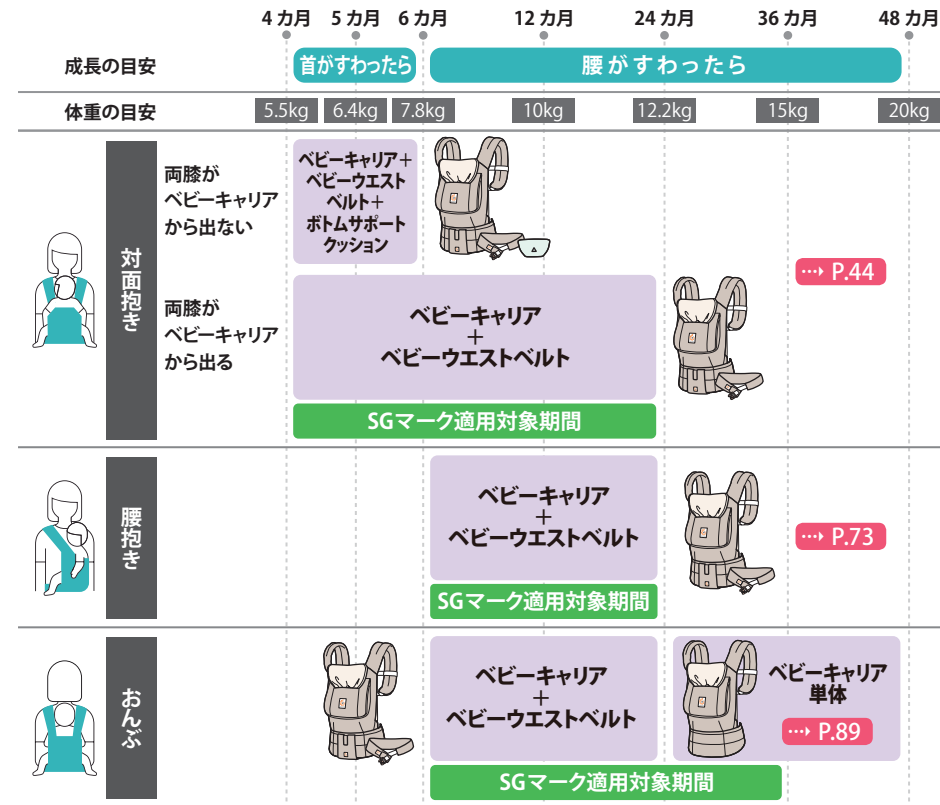 4 カ月 5 カ月 6 カ月 12 カ月 24 カ月 36 カ月 48 カ月
成長の目安 首がすわったら 腰がすわったら
体重の目安 5.5kg 6.4kg 7.8kg 10kg 12.2kg 15kg 20kg
対面抱き
両膝が
ベビーキャリア
から出ない
ベビーキャリア＋
ベビーウエスト
ベルト＋
ボトムサポート
クッション
···→ P.44
両膝が
ベビーキャリア
から出る
ベビーキャリア
＋
ベビーウエストベルト
SGマーク適用対象期間
腰抱き
ベビーキャリア
＋
ベビーウエストベルト
···→ P.73
SGマーク適用対象期間
おんぶ
ベビーキャリア
＋
ベビーウエストベルト
ベビーキャリア
単体
···→ P.89
SGマーク適用対象期間